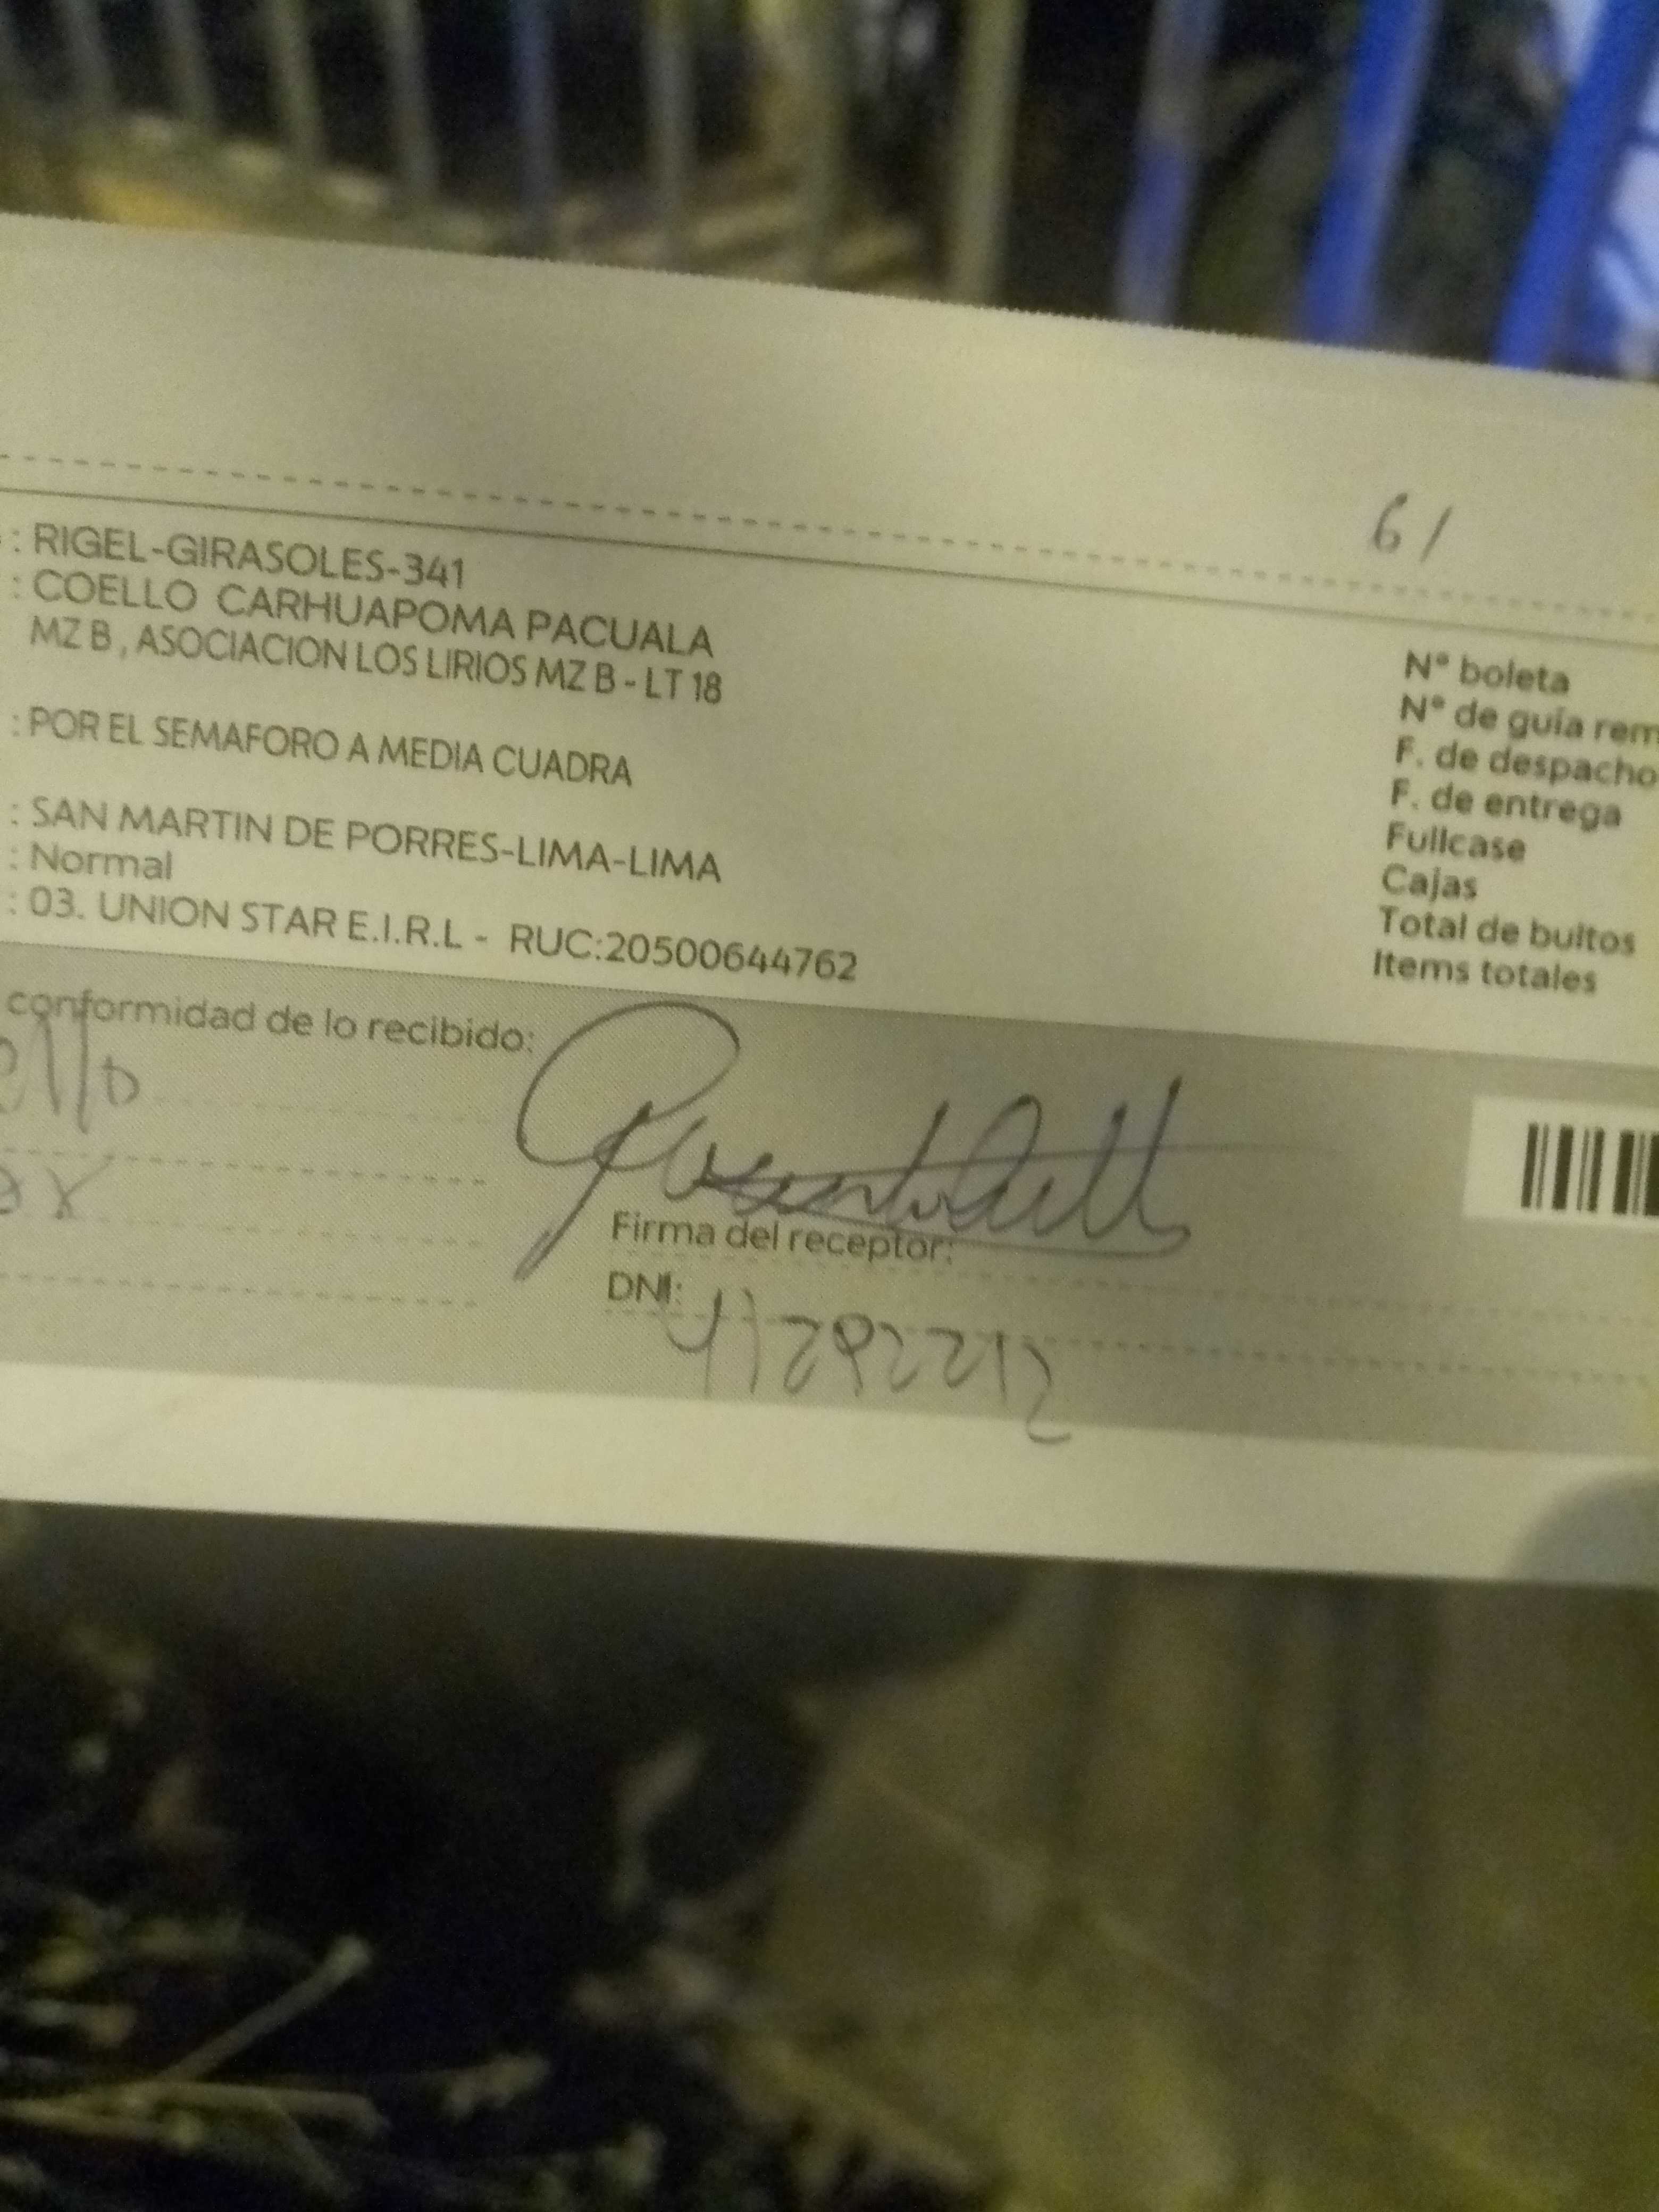 61
: RIGEL-GIRASOLES-341
: COELLO CARHUAPOMA PACUALA
MZ B , ASOCIACION LOS LIRIOS MZ B - LT 18
: POR EL SEMAFORO A MEDIA CUADRA
: SAN MARTIN DE PORRES-LIMA-LIMA
: Normal
: 03. UNION STAR E.I.R.L - RUC:20500644762
N° boleta
N° de guía rem
F. de despacho
F. de entrega
Fullcase
Cajas
Total de bultos
Items totales
conformidad de lo recibido:
Firma del receptor:
DNI:
41292212